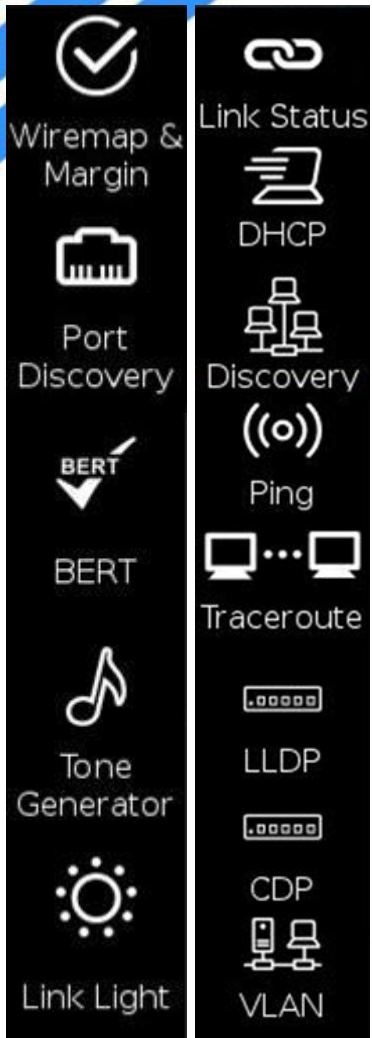 Wiremap &
Margin
Port
Discovery
BERT
BERT
Tone
Generator
Link Light
Link Status
DHCP
Discovery
Ping
Traceroute
LLDP
CDP
VLAN